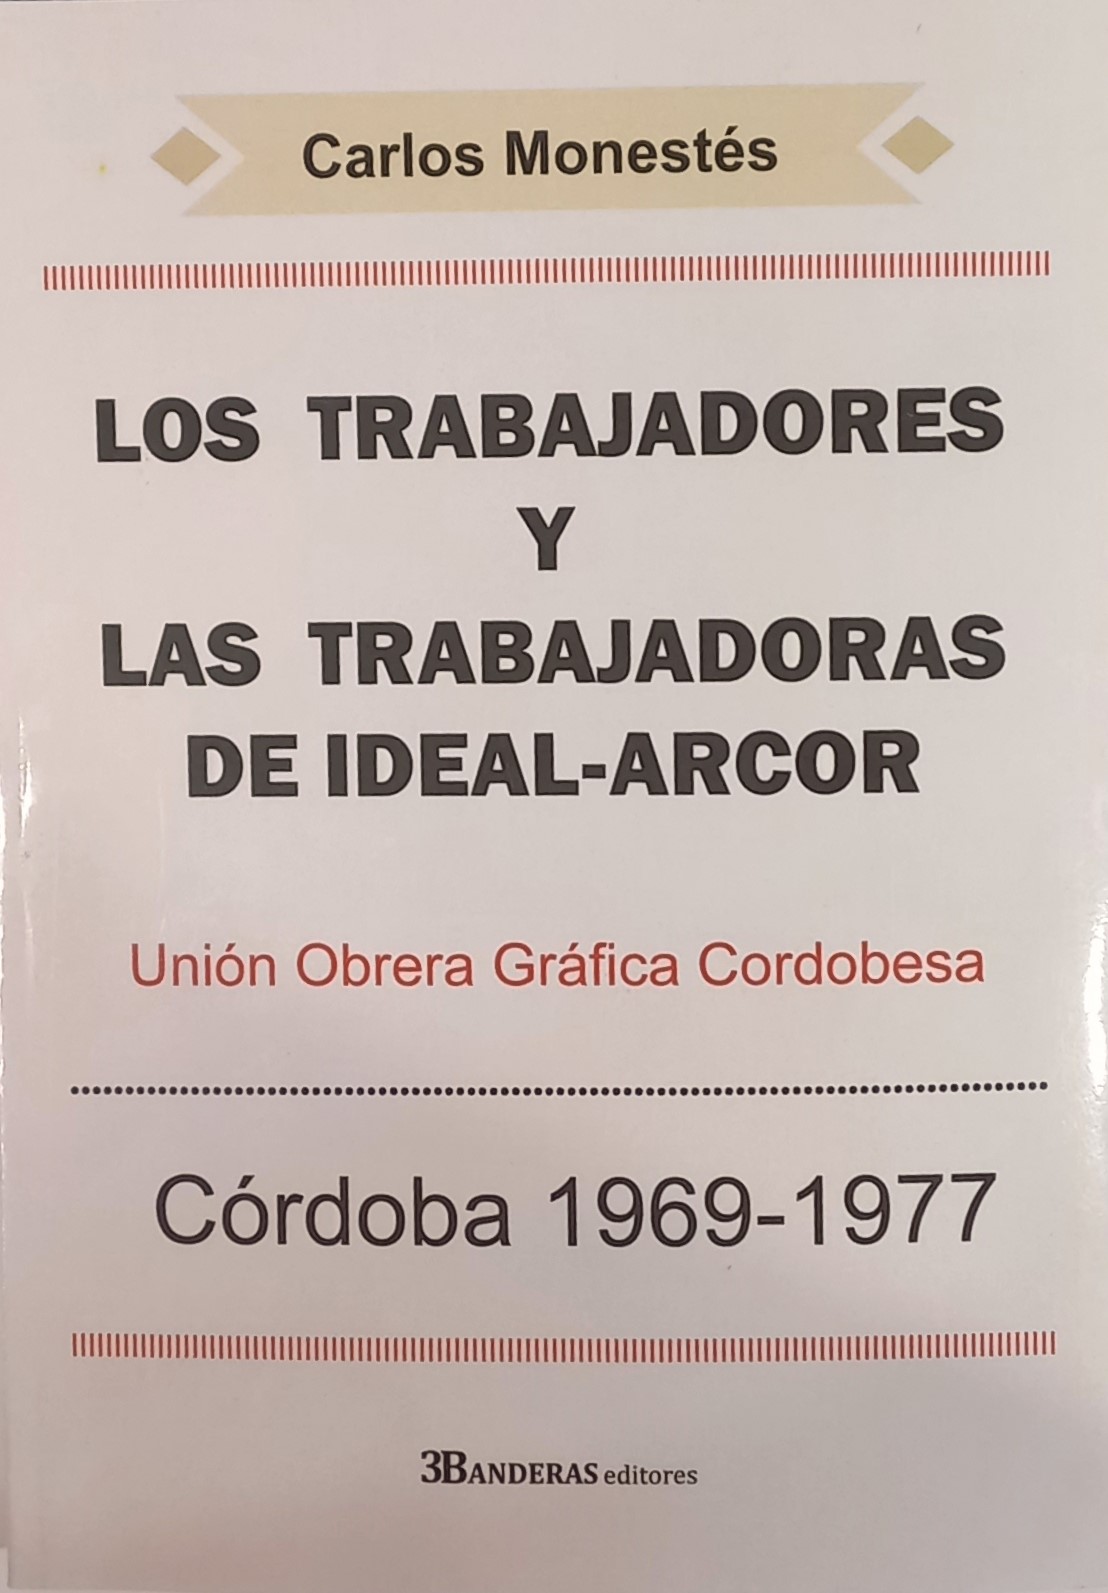 Carlos Monestés
LOS TRABAJADORES
Y
LAS TRABAJADORAS
DE IDEAL-ARCOR
Unión Obrera Gráfica Cordobesa
Córdoba 1969-1977
3BANDERAS editores